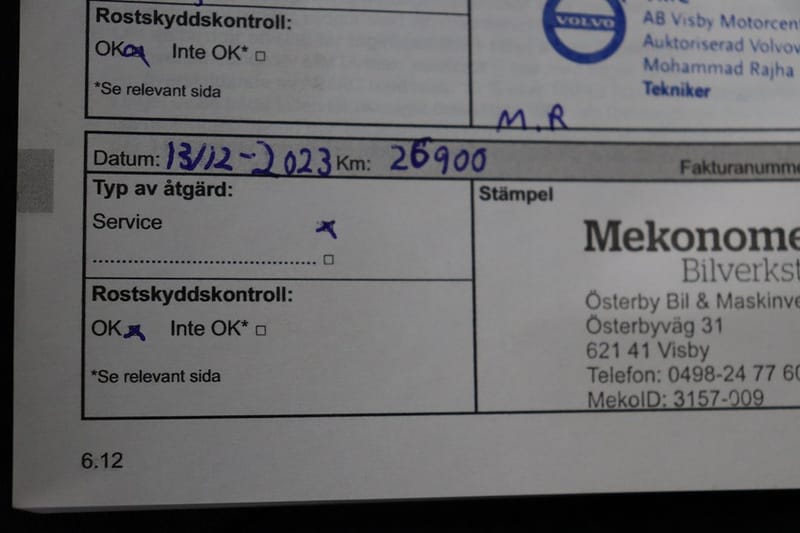 Rostskyddskontroll:
OK Inte OK* □
*Se relevant sida
VOLVO
AB Visby Motorcen
Auktoriserad Volvov
Mohammad Rajha
Tekniker
M.R
Datum: 13/12-2023 Km: 26900
Fakturanumme
Typ av åtgärd:
Service
........................................ □
Rostskyddskontroll:
OK Inte OK* □
*Se relevant sida
Stämpel
Mekonome
Bilverkst
Österby Bil & Maskinve
Österbyväg 31
621 41 Visby
Telefon: 0498-24 77 60
MekoID: 3157-009
6.12